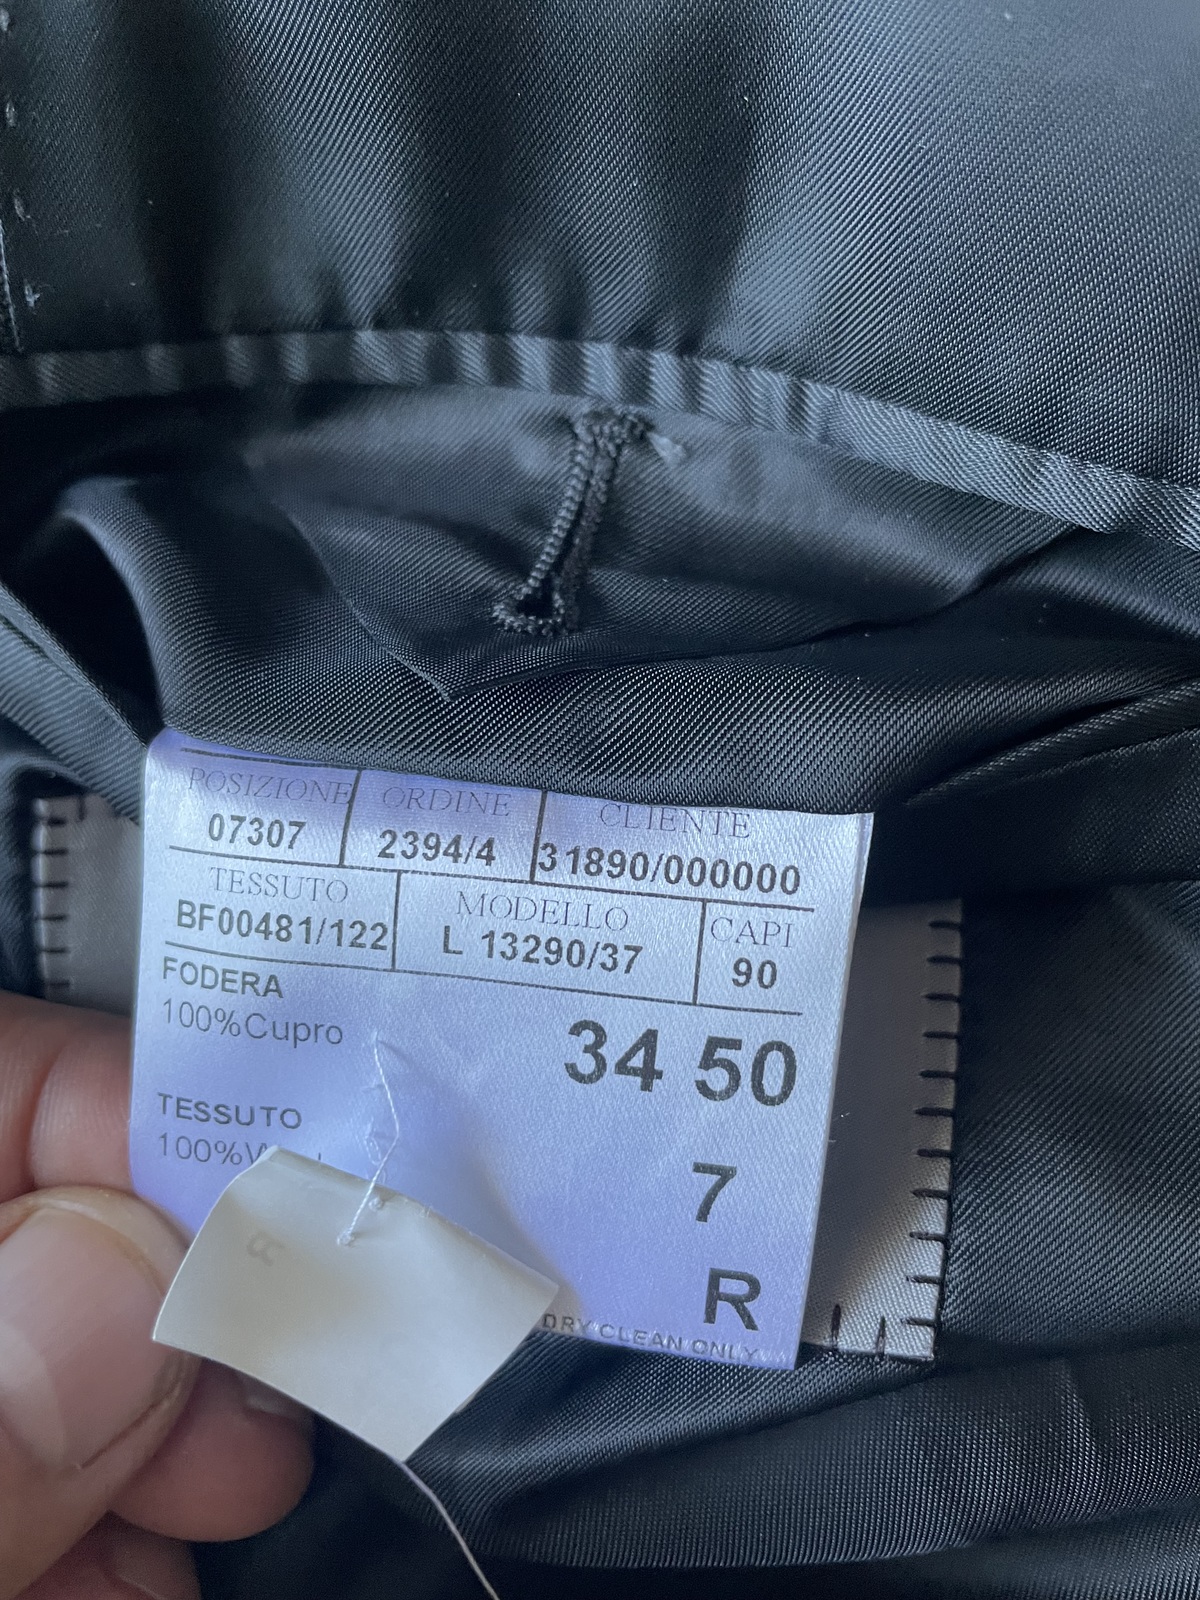 POSIZIONE ORDINE CLIENTE
07307 2394/4 31890/000000
TESSUTO MODELLO CAPI
BF00481/122 L 13290/37 90
FODERA
100%Cupro
34 50
TESSUTO
7
R
DRY CLEAN ONLY